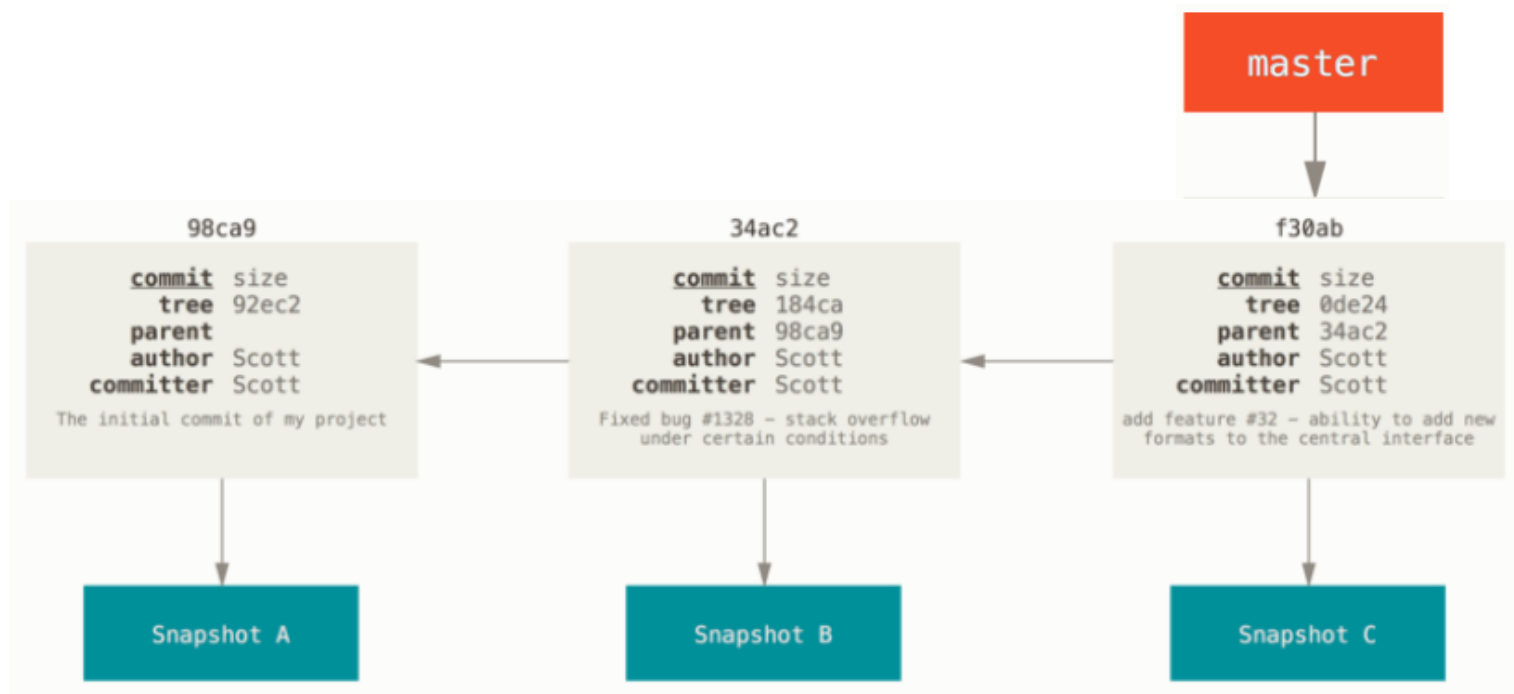 master
98ca9
commit size
tree 92ec2
parent
author Scott
committer Scott
The initial commit of my project
34ac2
commit size
tree 184ca
parent 98ca9
author Scott
committer Scott
Fixed bug #1328 – stack overflow
under certain conditions
f30ab
commit size
tree 0de24
parent 34ac2
author Scott
committer Scott
add feature #32 – ability to add new
formats to the central interface
Snapshot A
Snapshot B
Snapshot C